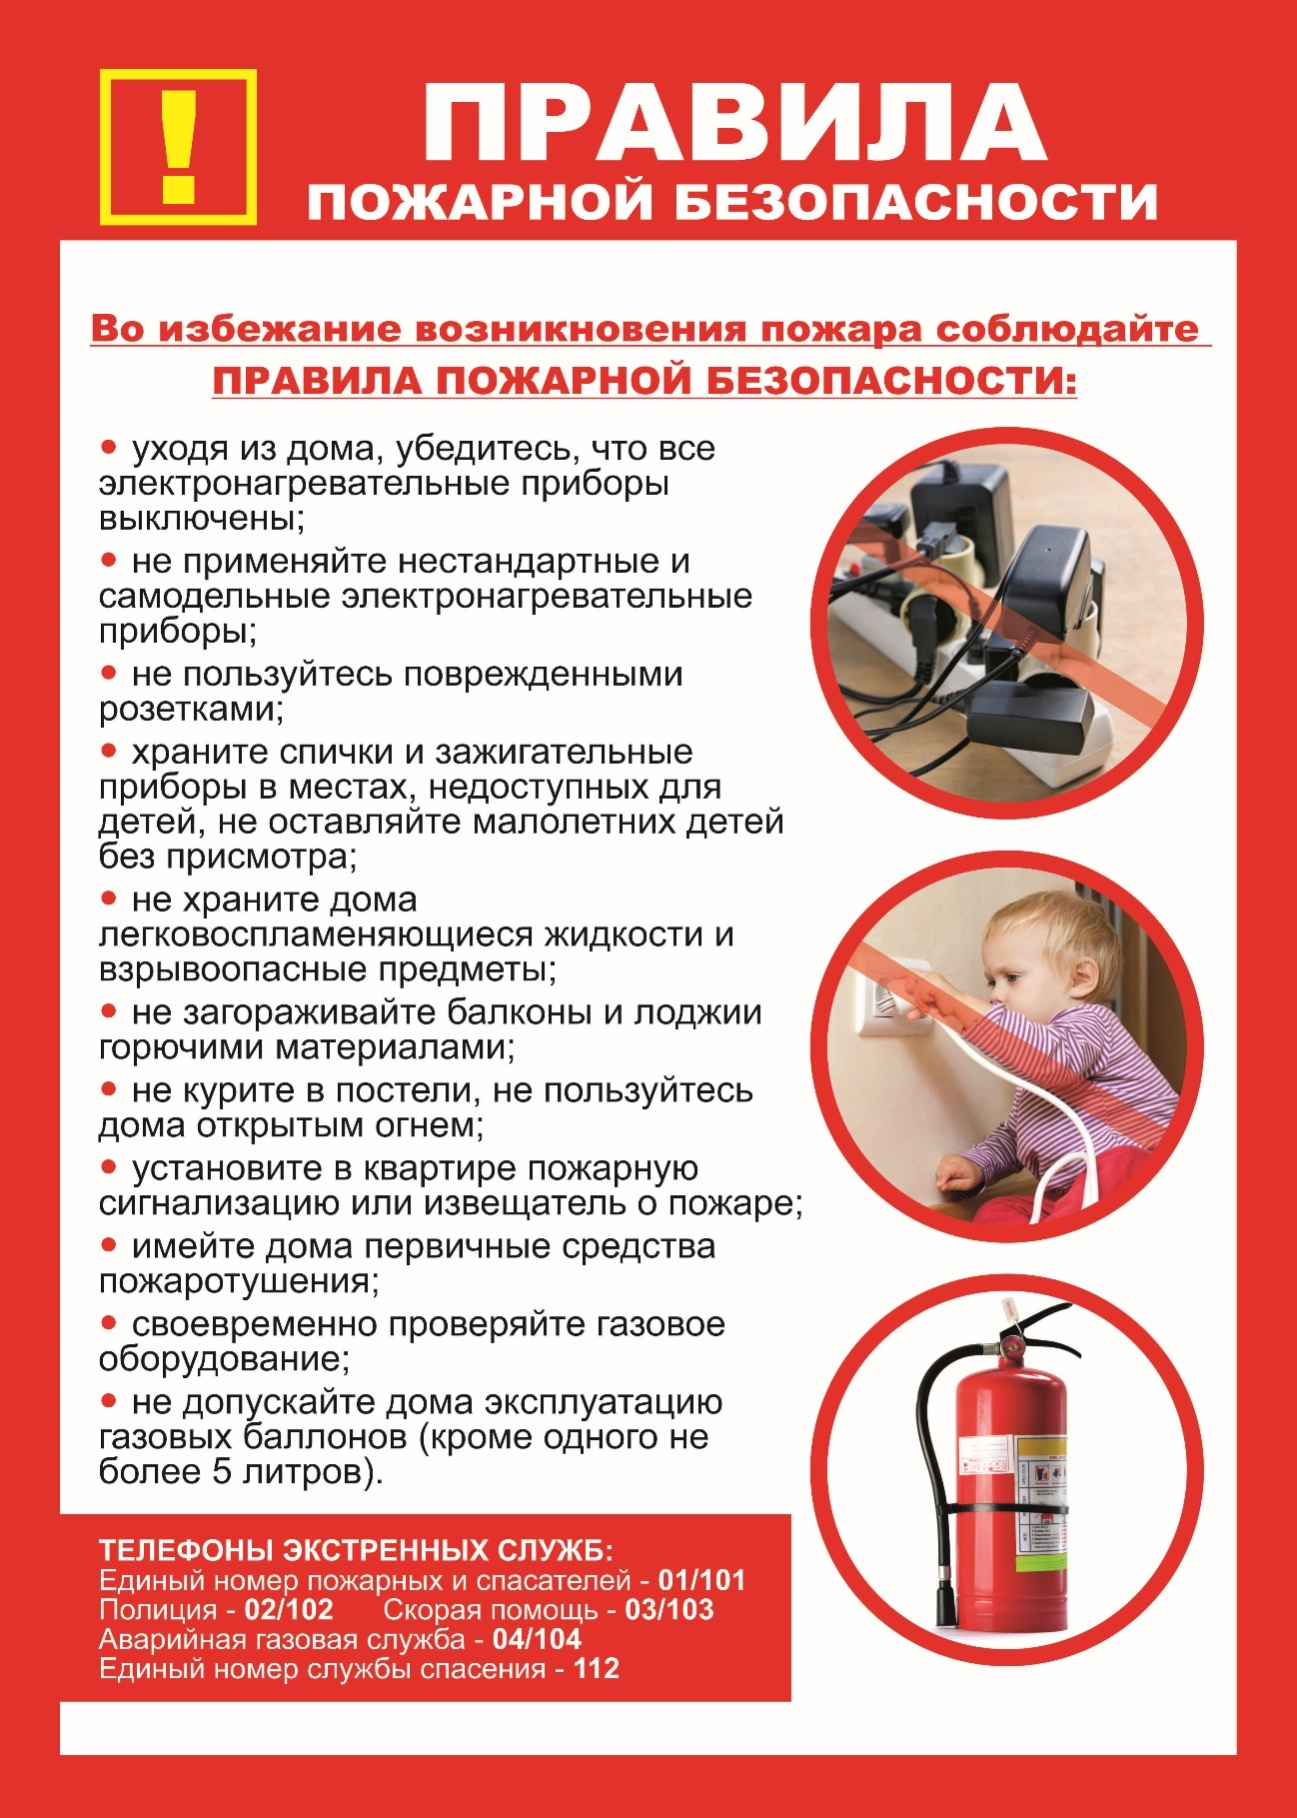 !
ПРАВИЛА
ПОЖАРНОЙ БЕЗОПАСНОСТИ
Во избежание возникновения пожара соблюдайте
ПРАВИЛА ПОЖАРНОЙ БЕЗОПАСНОСТИ:
• уходя из дома, убедитесь, что все
электронагревательные приборы
выключены;
• не применяйте нестандартные и
самодельные электронагревательные
приборы;
• не пользуйтесь поврежденными
розетками;
• храните спички и зажигательные
приборы в местах, недоступных для
детей, не оставляйте малолетних детей
без присмотра;
• не храните дома
легковоспламеняющиеся жидкости и
взрывоопасные предметы;
• не загораживайте балконы и лоджии
горючими материалами;
• не курите в постели, не пользуйтесь
дома открытым огнем;
• установите в квартире пожарную
сигнализацию или извещатель о пожаре;
• имейте дома первичные средства
пожаротушения;
• своевременно проверяйте газовое
оборудование;
• не допускайте дома эксплуатацию
газовых баллонов (кроме одного не
более 5 литров).
ТЕЛЕФОНЫ ЭКСТРЕННЫХ СЛУЖБ:
Единый номер пожарных и спасателей - 01/101
Полиция - 02/102 Скорая помощь - 03/103
Аварийная газовая служба - 04/104
Единый номер службы спасения - 112